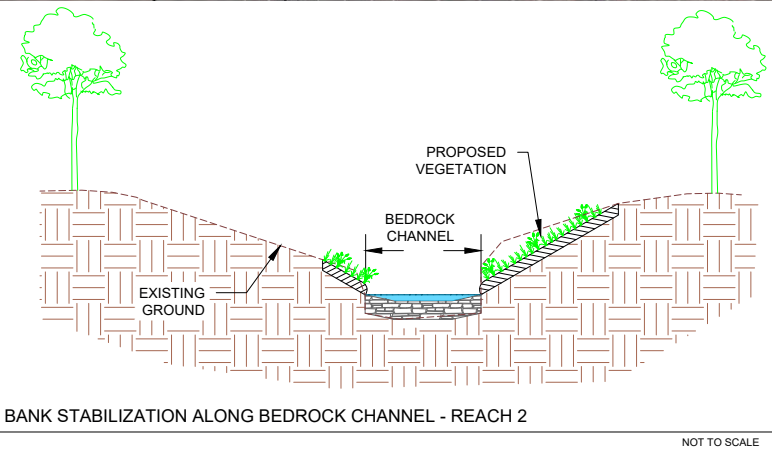 PROPOSED
VEGETATION
BEDROCK
CHANNEL
EXISTING
GROUND
BANK STABILIZATION ALONG BEDROCK CHANNEL - REACH 2
NOT TO SCALE